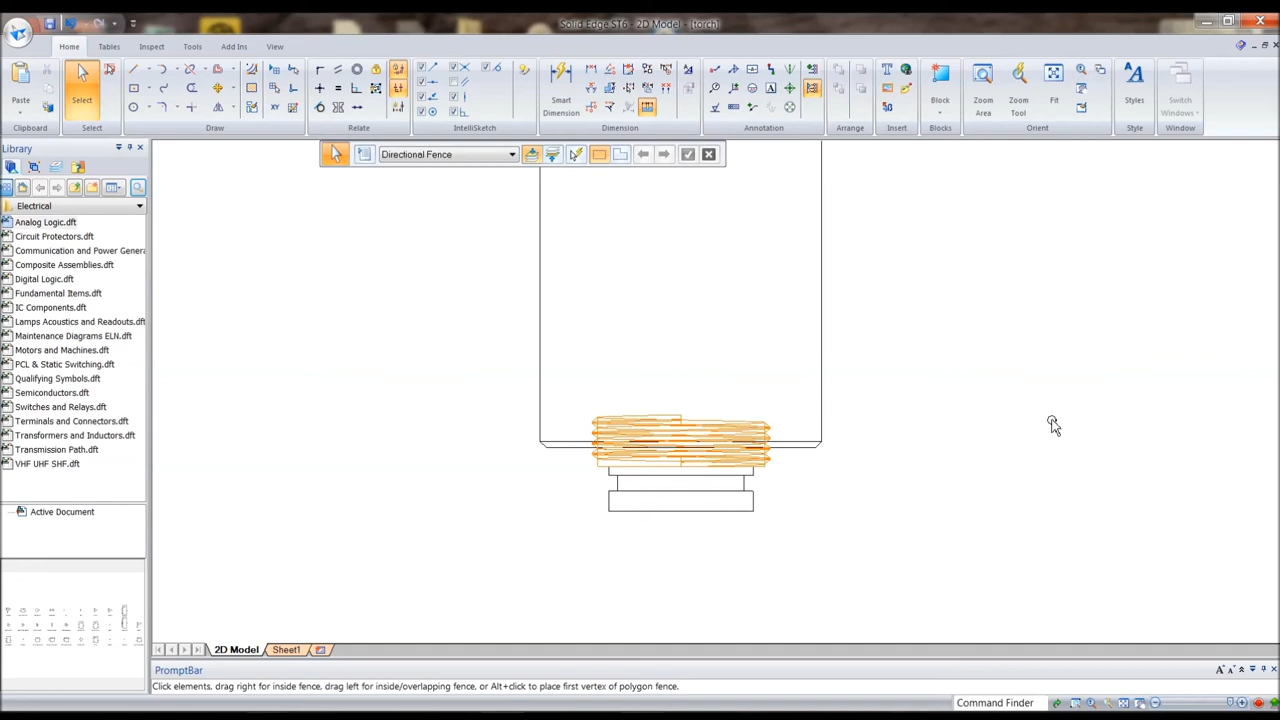 Solid Edge ST6 - 2D Model - [torch]
Home Tables Inspect Tools Add Ins View
Paste Select Smart Dimension Block Zoom Area Zoom Tool Fit Styles Switch Windows
Clipboard Select Draw Relate IntelliSketch Dimension Annotation Arrange Insert Blocks Orient Style Window
Library
Directional Fence
Electrical
Analog Logic.dft
Circuit Protectors.dft
Communication and Power Genera
Composite Assemblies.dft
Digital Logic.dft
Fundamental Items.dft
IC Components.dft
Lamps Acoustics and Readouts.dft
Maintenance Diagrams ELN.dft
Motors and Machines.dft
PCL & Static Switching.dft
Qualifying Symbols.dft
Semiconductors.dft
Switches and Relays.dft
Terminals and Connectors.dft
Transformers and Inductors.dft
Transmission Path.dft
VHF UHF SHF.dft
Active Document
2D Model Sheet1
PromptBar
Click elements, drag right for inside fence, drag left for inside/overlapping fence, or Alt+click to place first vertex of polygon fence.
Command Finder